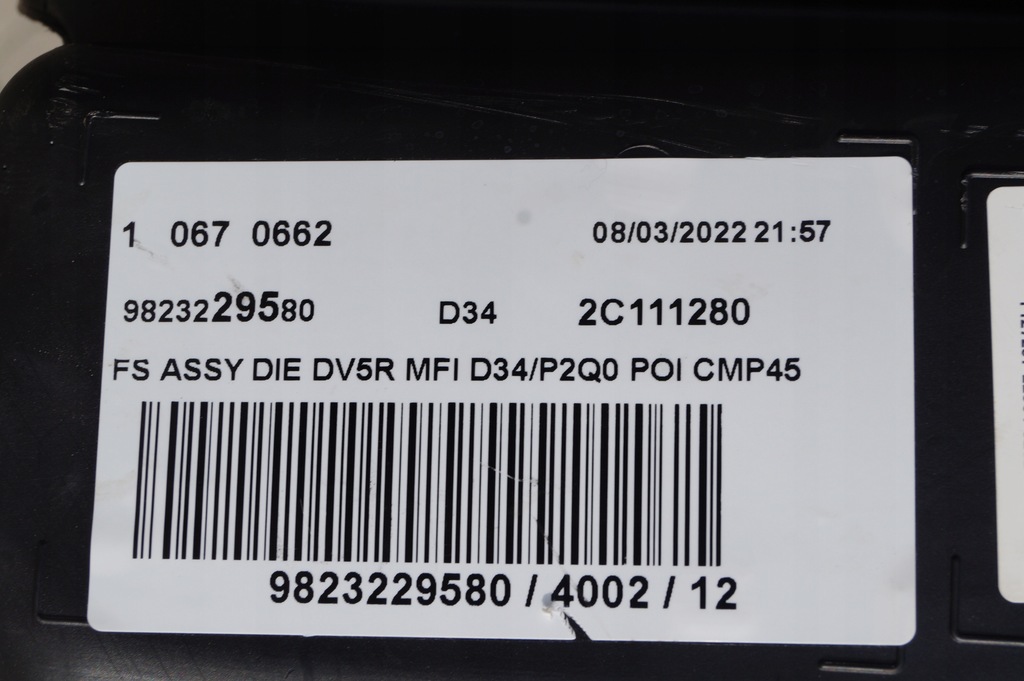 1 067 0662 08/03/2022 21:57
9823229580 D34 2C111280
FS ASSY DIE DV5R MFI D34/P2Q0 POI CMP45
9823229580 / 4002 / 12